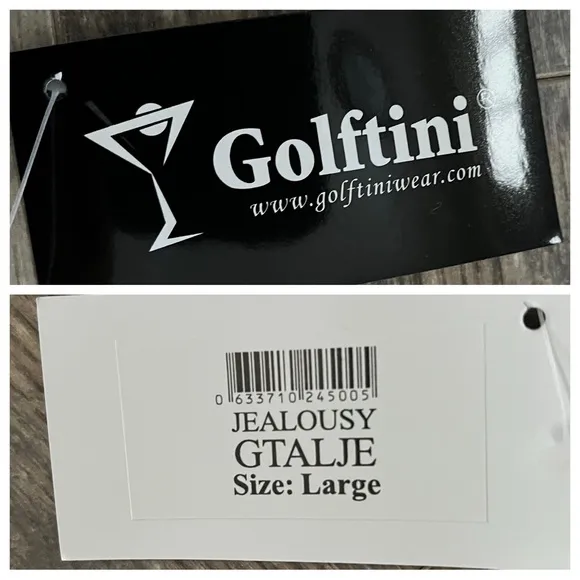 Golftini®
www.golftiniwear.com
0 633710 245005
JEALOUSY
GTALJE
Size: Large